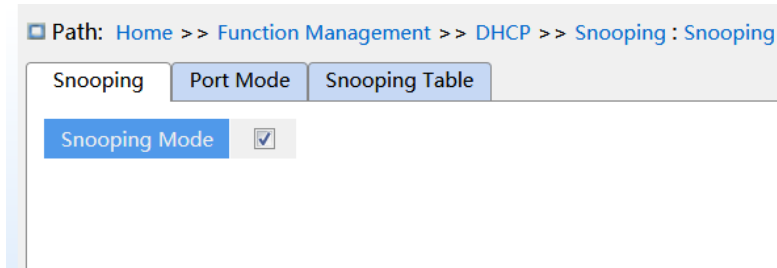 Path: Home >> Function Management >> DHCP >> Snooping : Snooping
Snooping Port Mode Snooping Table
Snooping Mode